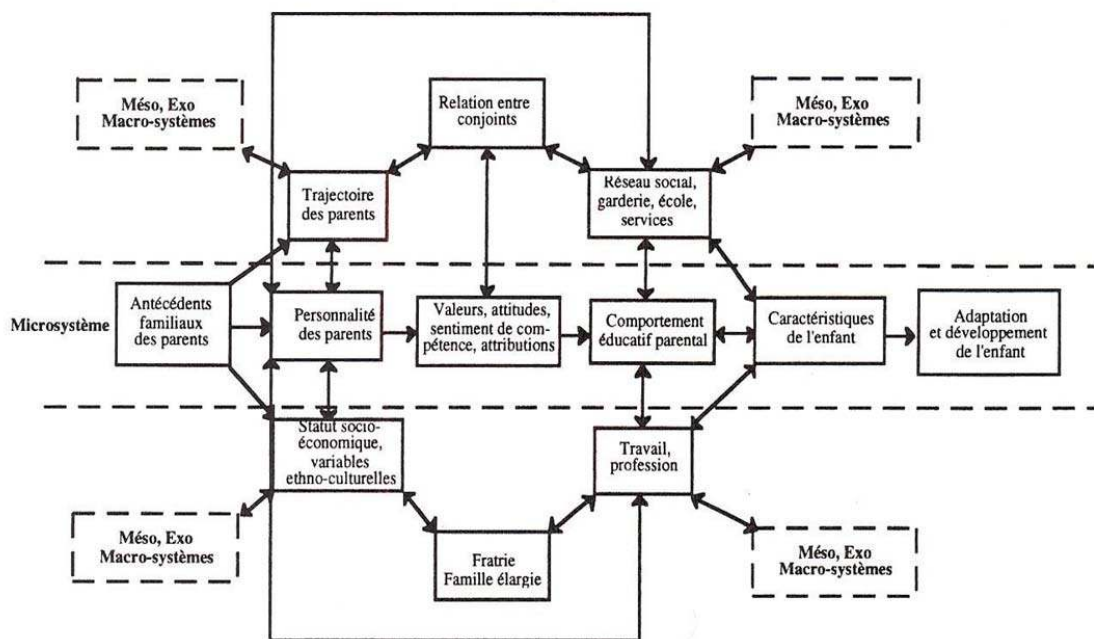 Méso, Exo
Macro-systèmes
Relation entre
conjoints
Méso, Exo
Macro-systèmes
Trajectoire
des parents
Réseau social,
garderie, école,
services
Microsystème
Antécédents
familiaux
des parents
Personnalité
des parents
Valeurs, attitudes,
sentiment de com-
pétence, attributions
Comportement
éducatif parental
Caractéristiques
de l'enfant
Adaptation
et développement
de l'enfant
Statut socio-
économique,
variables
ethno-culturelles
Travail,
profession
Méso, Exo
Macro-systèmes
Fratrie
Famille élargie
Méso, Exo
Macro-systèmes